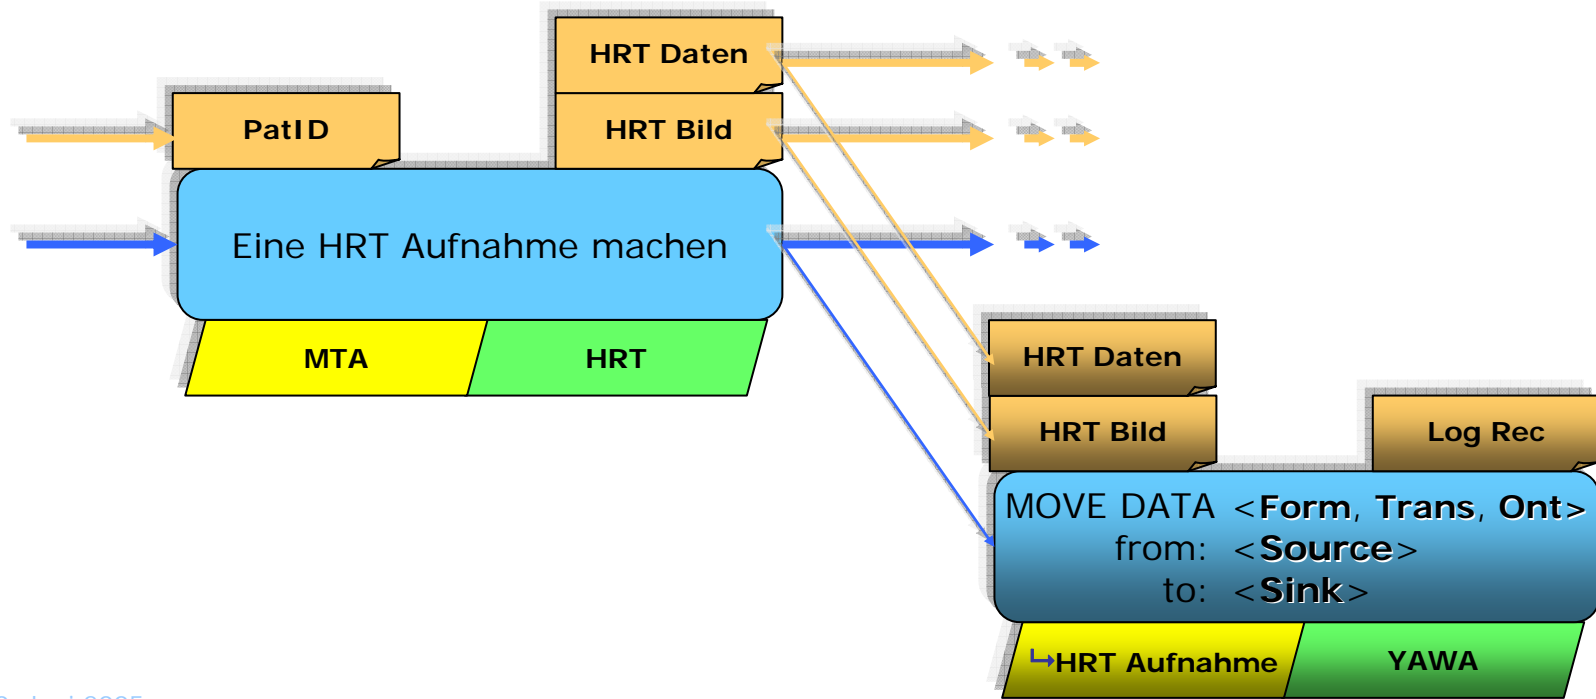 HRT Daten
PatID
HRT Bild
Eine HRT Aufnahme machen
MTA
HRT
HRT Daten
HRT Bild
Log Rec
MOVE DATA <Form, Trans, Ont>
from: <Source>
to: <Sink>
↳HRT Aufnahme
YAWA